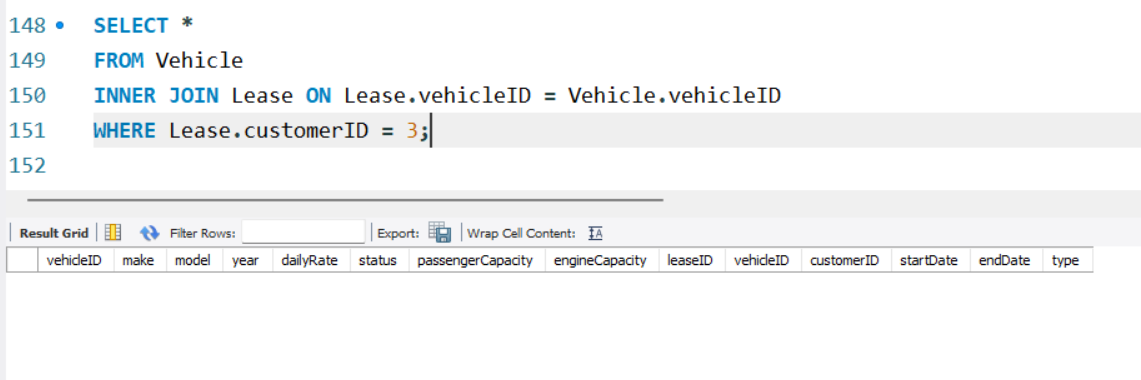 148 SELECT *
149 FROM Vehicle
150 INNER JOIN Lease ON Lease.vehicleID = Vehicle.vehicleID
151 WHERE Lease.customerID = 3;
152
Result Grid Filter Rows: Export: Wrap Cell Content:
vehicleID make model year dailyRate status passengerCapacity engineCapacity leaseID vehicleID customerID startDate endDate type